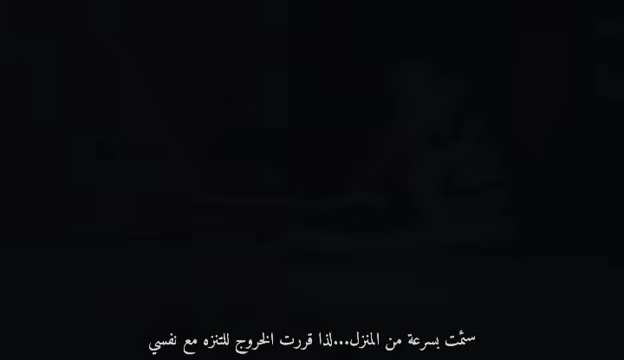 سئمت بسرعة من المنزل...لذا قررت الخروج للتنزه مع نفسي